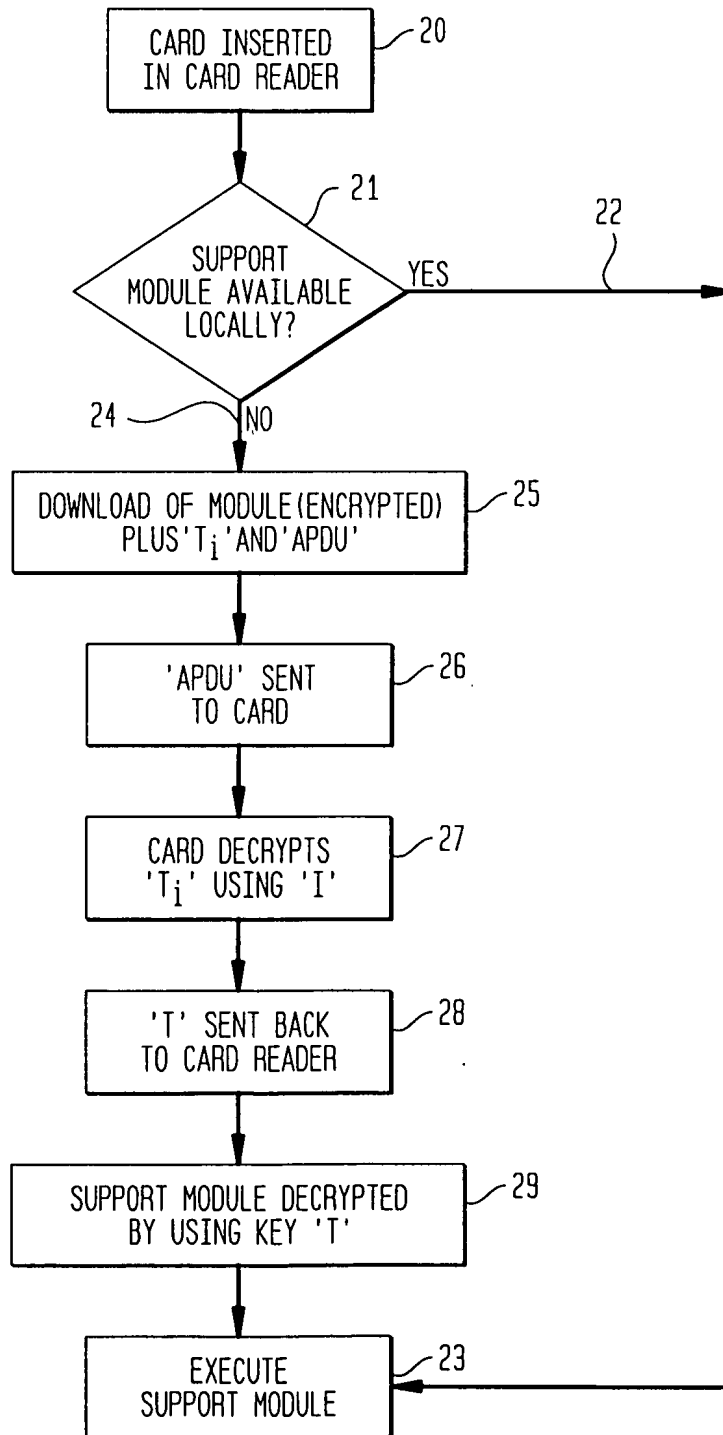 CARD INSERTED
IN CARD READER
20
21
SUPPORT
MODULE AVAILABLE
LOCALLY?
YES
22
24
NO
DOWNLOAD OF MODULE(ENCRYPTED)
PLUS'Ti'AND'APDU'
25
'APDU' SENT
TO CARD
26
CARD DECRYPTS
'Ti' USING 'I'
27
'T' SENT BACK
TO CARD READER
28
SUPPORT MODULE DECRYPTED
BY USING KEY 'T'
29
EXECUTE
SUPPORT MODULE
23